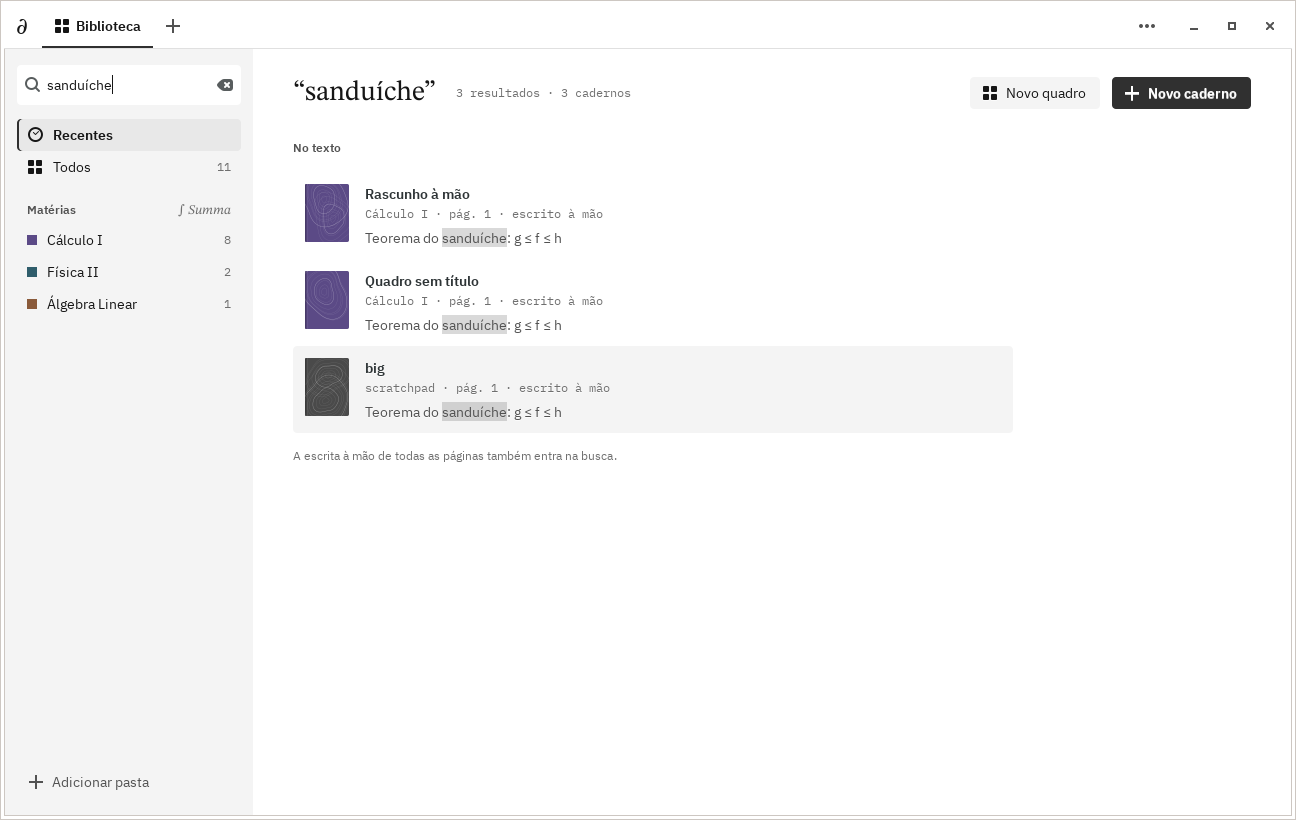 ∂ Biblioteca
sanduíche
Recentes
Todos 11
Matérias ∫ Summa
Cálculo I 8
Física II 2
Álgebra Linear 1
Adicionar pasta
“sanduíche” 3 resultados · 3 cadernos
Novo quadro
Novo caderno
No texto
Rascunho à mão
Cálculo I · pág. 1 · escrito à mão
Teorema do sanduíche: g ≤ f ≤ h
Quadro sem título
Cálculo I · pág. 1 · escrito à mão
Teorema do sanduíche: g ≤ f ≤ h
big
scratchpad · pág. 1 · escrito à mão
Teorema do sanduíche: g ≤ f ≤ h
A escrita à mão de todas as páginas também entra na busca.